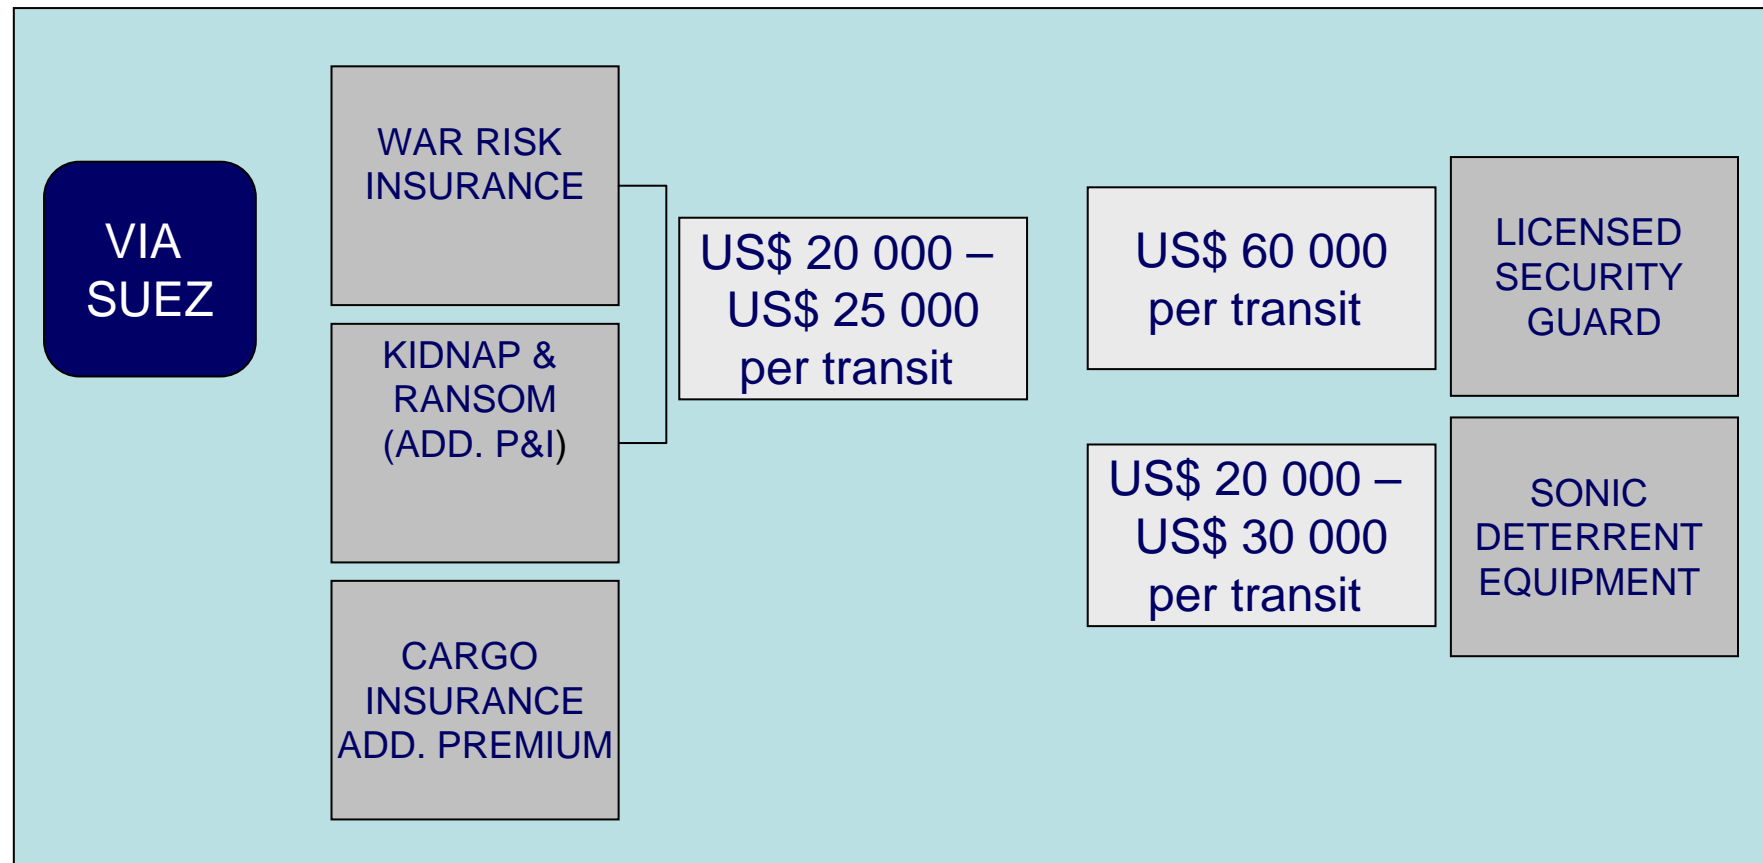 VIA
SUEZ
WAR RISK
INSURANCE
KIDNAP &
RANSOM
(ADD. P&I)
CARGO
INSURANCE
ADD. PREMIUM
US$ 20 000 –
US$ 25 000
per transit
US$ 60 000
per transit
LICENSED
SECURITY
GUARD
US$ 20 000 –
US$ 30 000
per transit
SONIC
DETERRENT
EQUIPMENT